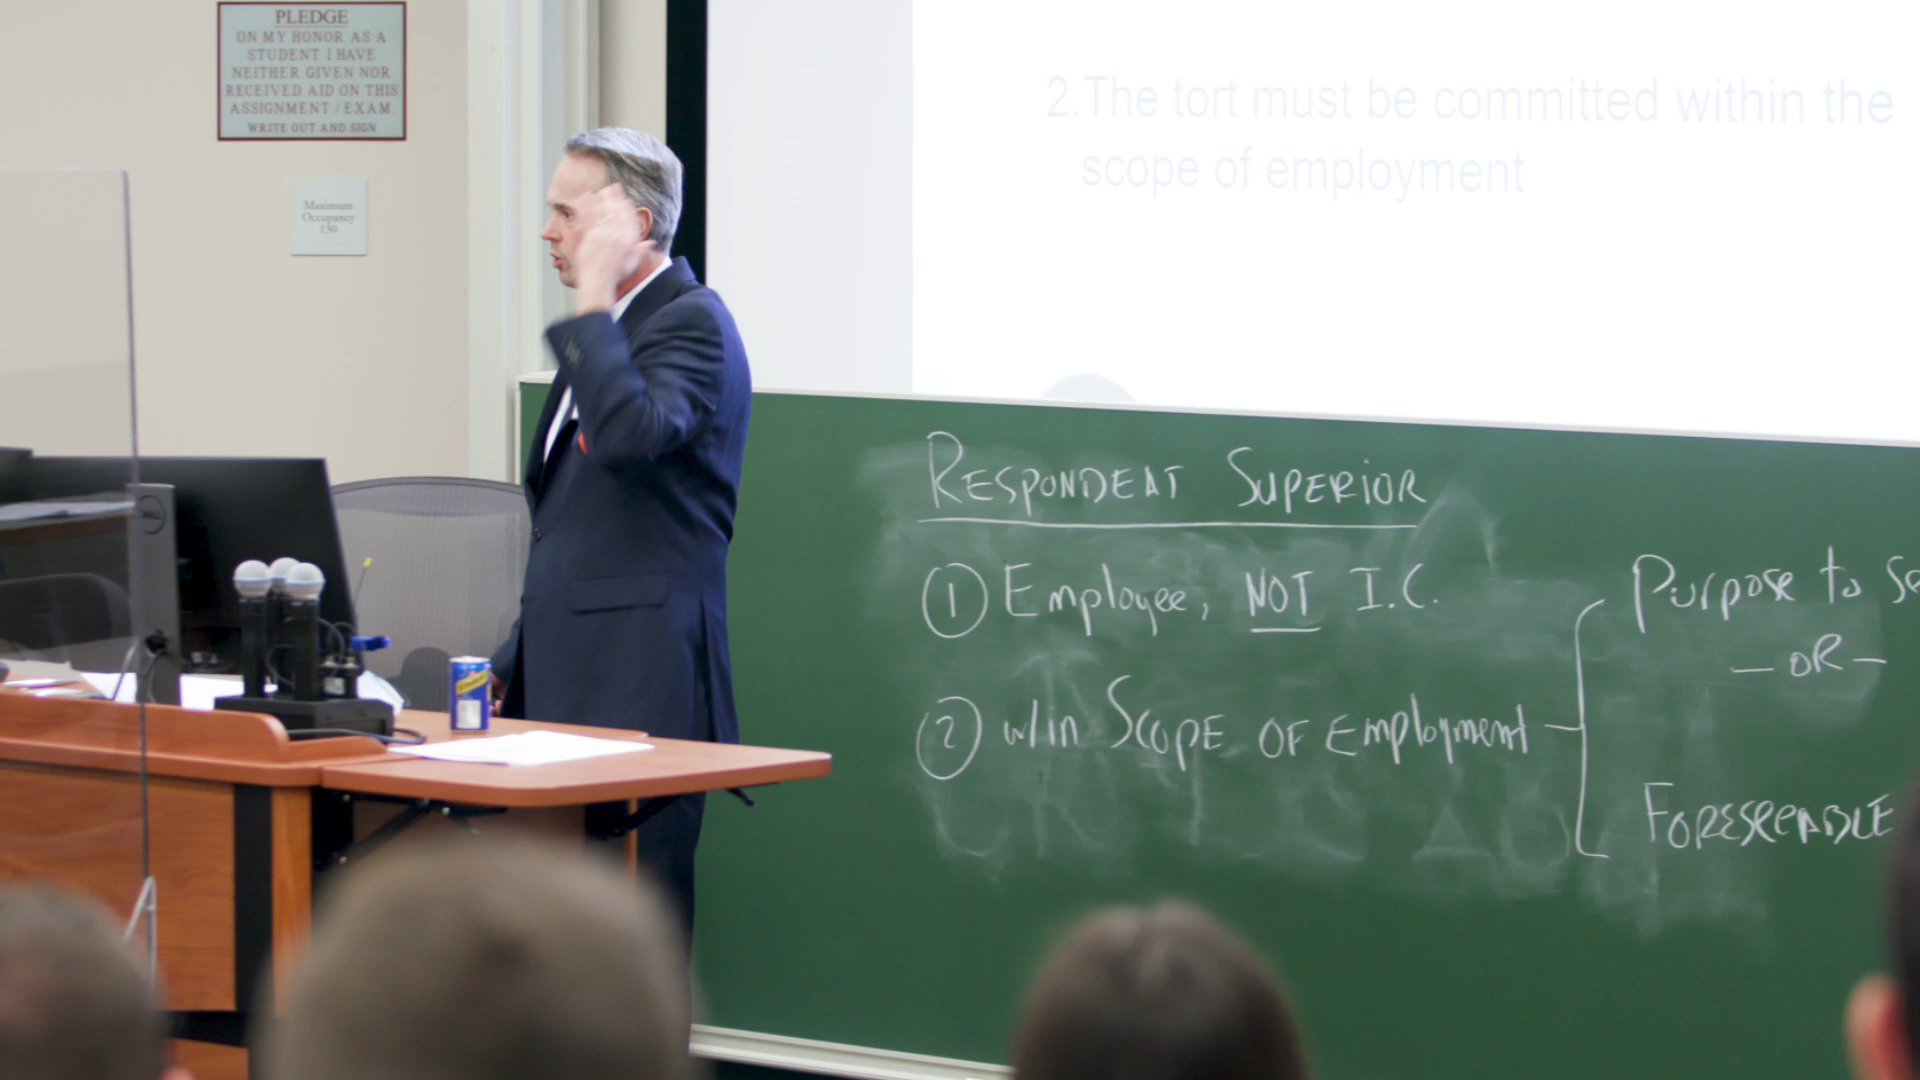 PLEDGE
ON MY HONOR AS A
STUDENT I HAVE
NEITHER GIVEN NOR
RECEIVED AID ON THIS
ASSIGNMENT / EXAM.
WRITE OUT AND SIGN
Maximum
Occupancy
130
2.The tort must be committed within the
scope of employment
RESPONDEAT SUPERIOR
① Employee, NOT I.C.
② w/in SCOPE OF Employment
Purpose to
— OR —
FORESEEABLE
DELL